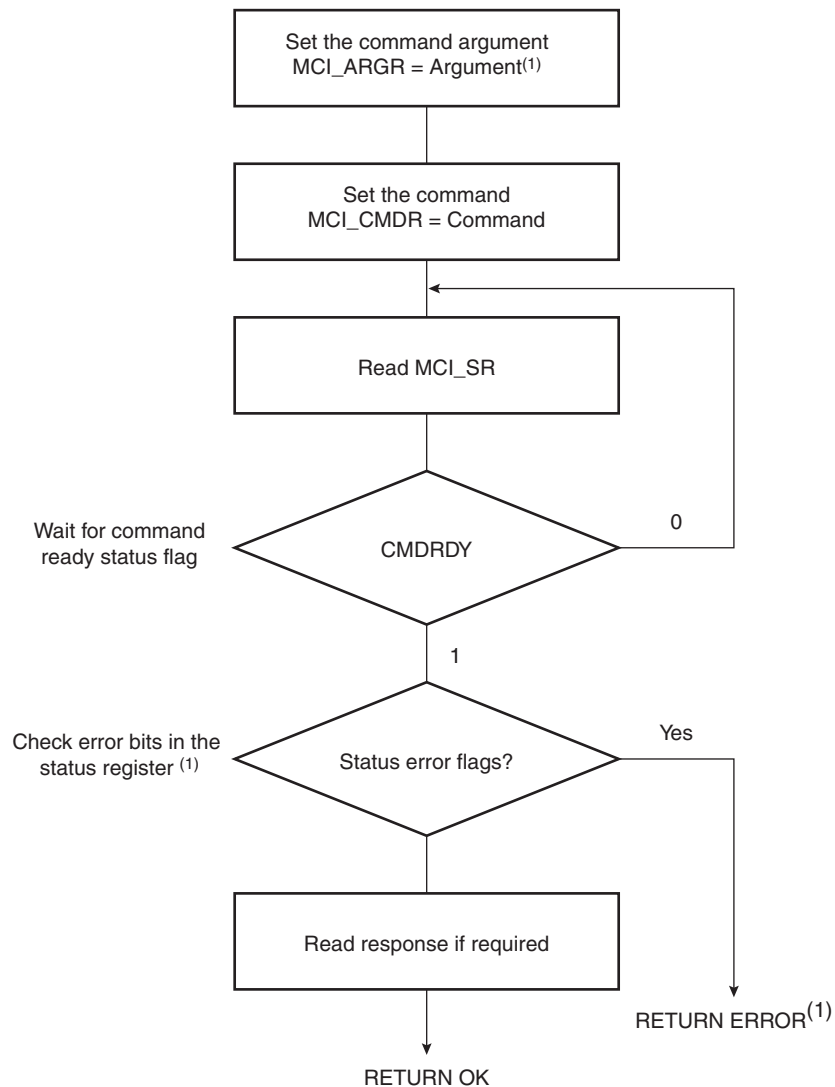 Set the command argument
MCI_ARGR = Argument(1)
Set the command
MCI_CMDR = Command
Read MCI_SR
Wait for command
ready status flag
CMDRDY
0
1
Check error bits in the
status register (1)
Status error flags?
Yes
Read response if required
RETURN ERROR(1)
RETURN OK